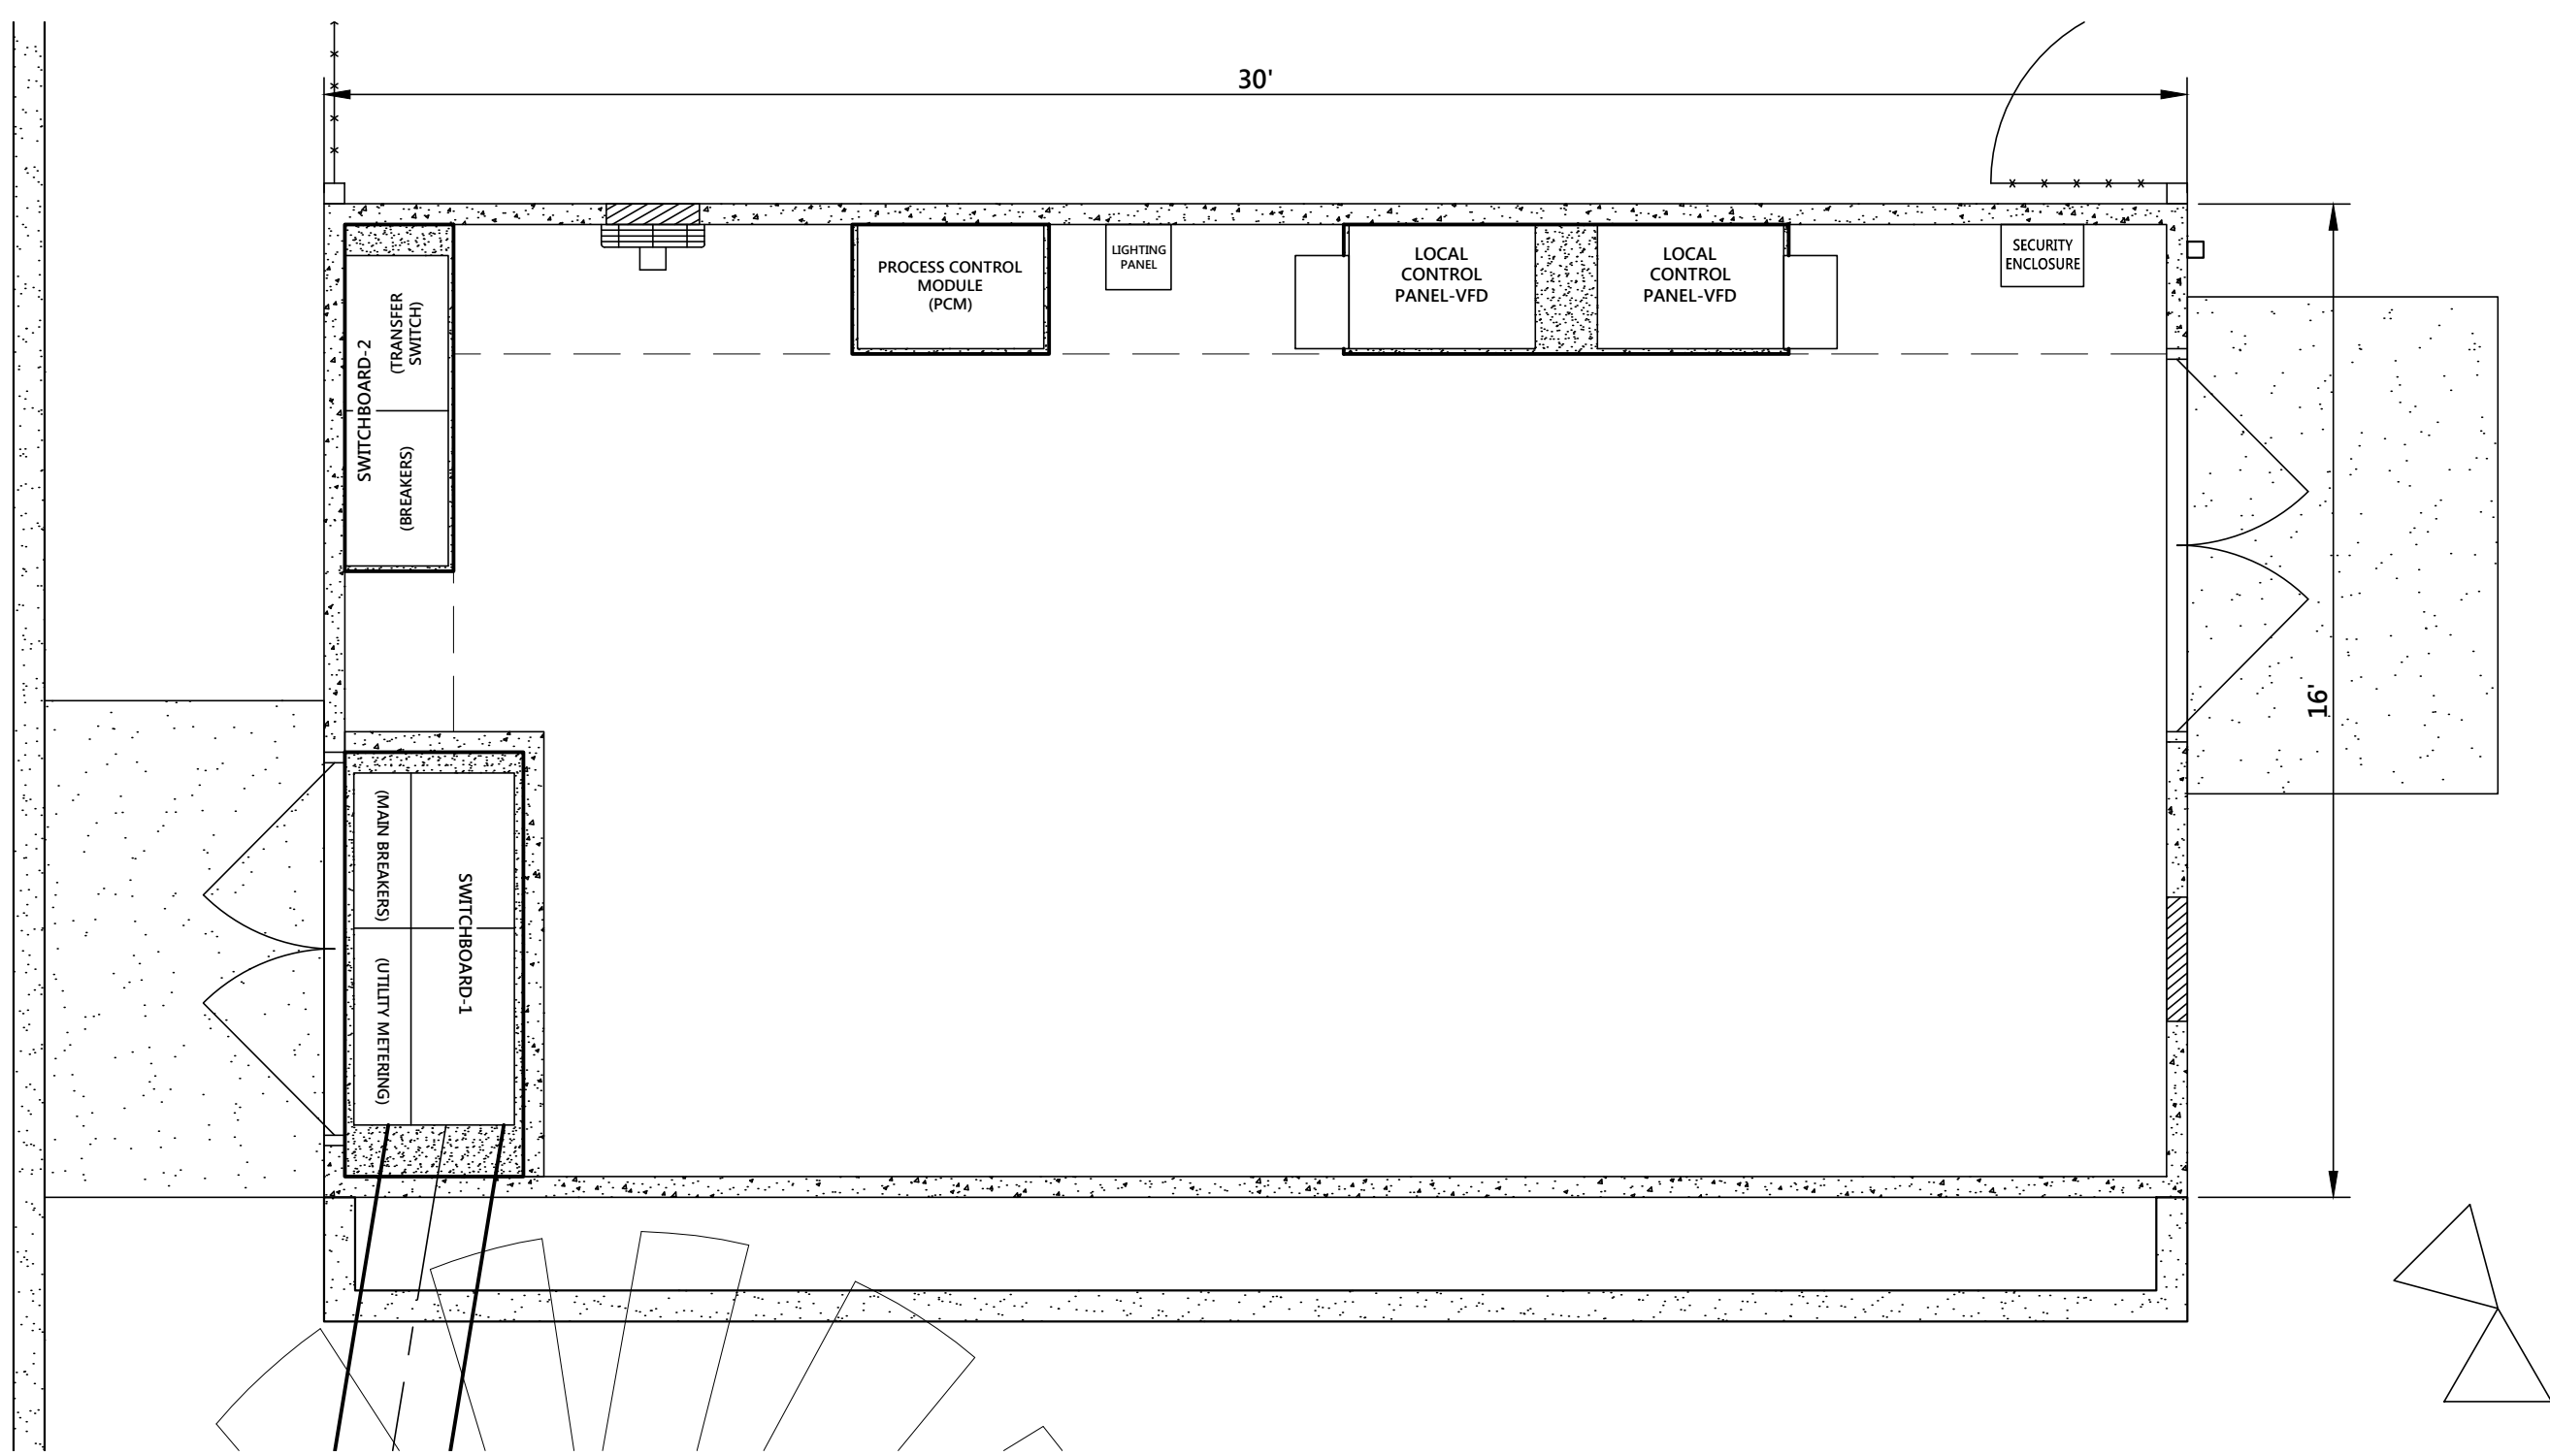 30'
PROCESS CONTROL
MODULE
(PCM)
LIGHTING
PANEL
LOCAL
CONTROL
PANEL-VFD
LOCAL
CONTROL
PANEL-VFD
SECURITY
ENCLOSURE
SWITCHBOARD-2
(TRANSFER
SWITCH)
(BREAKERS)
16'
(MAIN BREAKERS)
SWITCHBOARD-1
(UTILITY METERING)